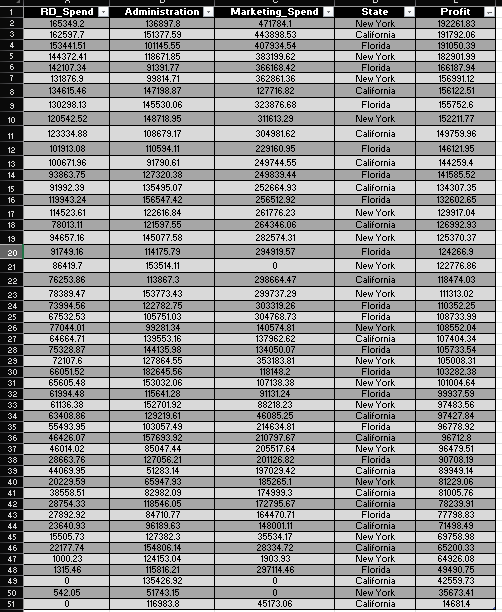 1 RD_Spend Administration Marketing_Spend State Profit
2 165349.2 136897.8 471784.1 New York 192261.83
3 162597.7 151377.59 443898.53 California 191792.06
4 153441.51 101145.55 407934.54 Florida 191050.39
5 144372.41 118671.85 383199.62 New York 182901.99
6 142107.34 91391.77 366168.42 Florida 166187.94
7 131876.9 99814.71 362861.36 New York 156991.12
8 134615.46 147198.87 127716.82 California 156122.51
9 130298.13 145530.06 323876.68 Florida 155752.6
10 120542.52 148718.95 311613.29 New York 152211.77
11 123334.88 108679.17 304981.62 California 149759.96
12 101913.08 110594.11 229160.95 Florida 146121.95
13 100671.96 91790.61 249744.55 California 144259.4
14 93863.75 127320.38 249839.44 Florida 141585.52
15 91992.39 135495.07 252664.93 California 134307.35
16 119943.24 156547.42 256512.92 Florida 132602.65
17 114523.61 122616.84 261776.23 New York 129917.04
18 78013.11 121597.55 264346.06 California 126992.93
19 94657.16 145077.58 282574.31 New York 125370.37
20 91749.16 114175.79 294919.57 Florida 124266.9
21 86419.7 153514.11 0 New York 122776.86
22 76253.86 113867.3 298664.47 California 118474.03
23 78389.47 153773.43 299737.29 New York 111313.02
24 73994.56 122782.75 303319.26 Florida 110352.25
25 67532.53 105751.03 304768.73 Florida 108733.99
26 77044.01 99281.34 140574.81 New York 108552.04
27 64664.71 139553.16 137962.62 California 107404.34
28 75328.87 144135.98 134050.07 Florida 105733.54
29 72107.6 127864.55 353183.81 New York 105008.31
30 66051.52 182645.56 118148.2 Florida 103282.38
31 65605.48 153032.06 107138.38 New York 101004.64
32 61994.48 115641.28 91131.24 Florida 99937.59
33 61136.38 152701.92 88218.23 New York 97483.56
34 63408.86 129219.61 46085.25 California 97427.84
35 55493.95 103057.49 214634.81 Florida 96778.92
36 46426.07 157693.92 210797.67 California 96712.8
37 46014.02 85047.44 205517.64 New York 96479.51
38 28663.76 127056.21 201126.82 Florida 90708.19
39 44069.95 51283.14 197029.42 California 89949.14
40 20229.59 65947.93 185265.1 New York 81229.06
41 38558.51 82982.09 174999.3 California 81005.76
42 28754.33 118546.05 172795.67 California 78239.91
43 27892.92 84710.77 164470.71 Florida 77798.83
44 23640.93 96189.63 148001.11 California 71498.49
45 15505.73 127382.3 35534.17 New York 69758.98
46 22177.74 154806.14 28334.72 California 65200.33
47 1000.23 124153.04 1903.93 New York 64926.08
48 1315.46 115816.21 297114.46 Florida 49490.75
49 0 135426.92 0 California 42559.73
50 542.05 51743.15 0 New York 35673.41
51 0 116983.8 45173.06 California 14681.4